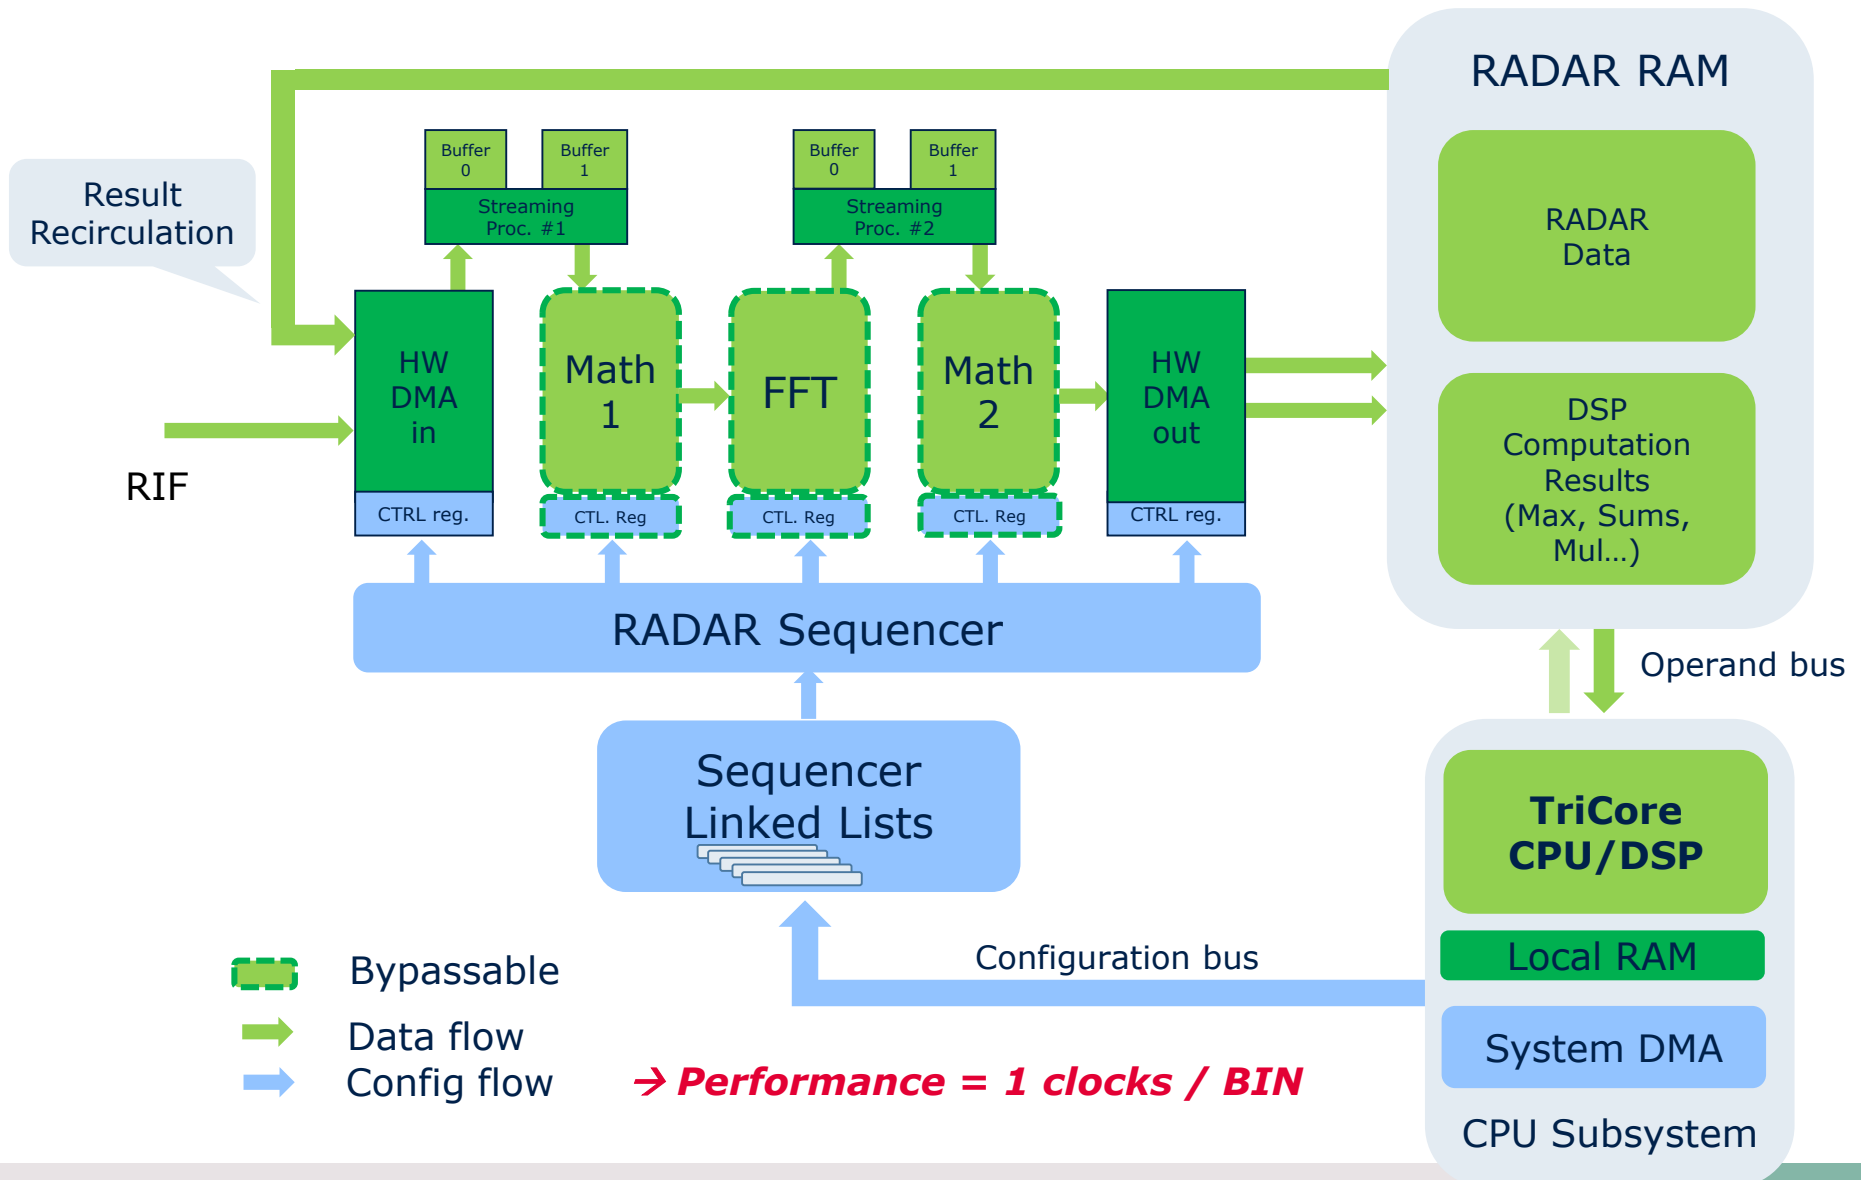 RADAR RAM
Buffer
0
Buffer
1
Buffer
0
Buffer
1
Streaming
Proc. #1
Streaming
Proc. #2
Result
Recirculation
RADAR
Data
HW
DMA
in
Math
1
FFT
Math
2
HW
DMA
out
DSP
Computation
Results
(Max, Sums,
Mul...)
RIF
CTRL reg.
CTL. Reg
CTL. Reg
CTL. Reg
CTRL reg.
RADAR Sequencer
Operand bus
Sequencer
Linked Lists
TriCore
CPU/DSP
Local RAM
System DMA
CPU Subsystem
Configuration bus
Bypassable
Data flow
Config flow
→ Performance = 1 clocks / BIN